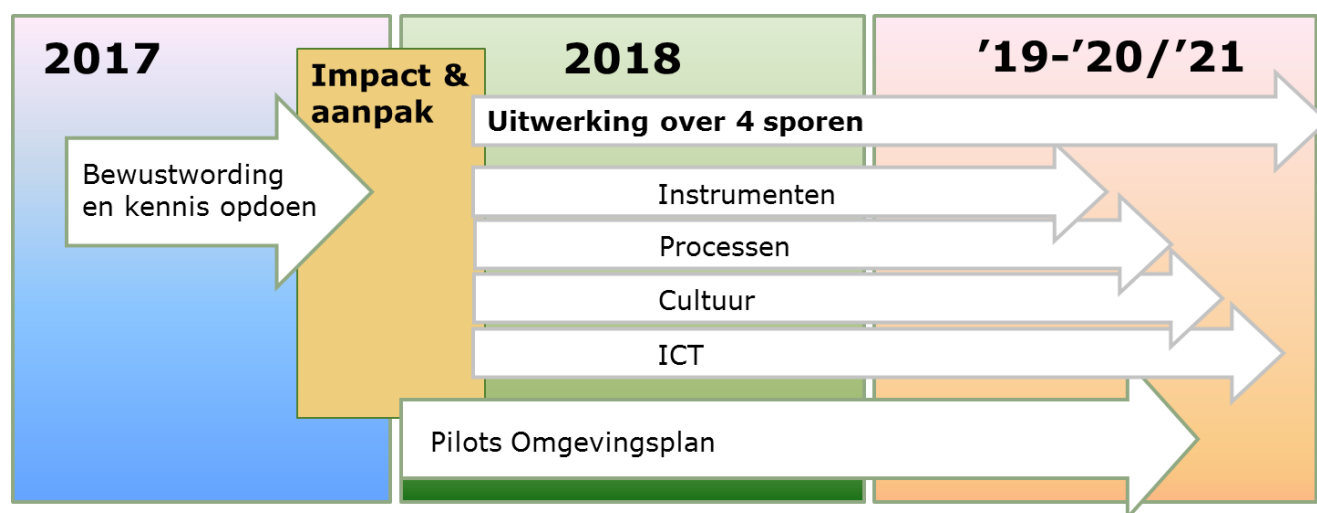 2017
2018
’19-’20/’21
Impact &
aanpak
Uitwerking over 4 sporen
Bewustwording
en kennis opdoen
Instrumenten
Processen
Cultuur
ICT
Pilots Omgevingsplan